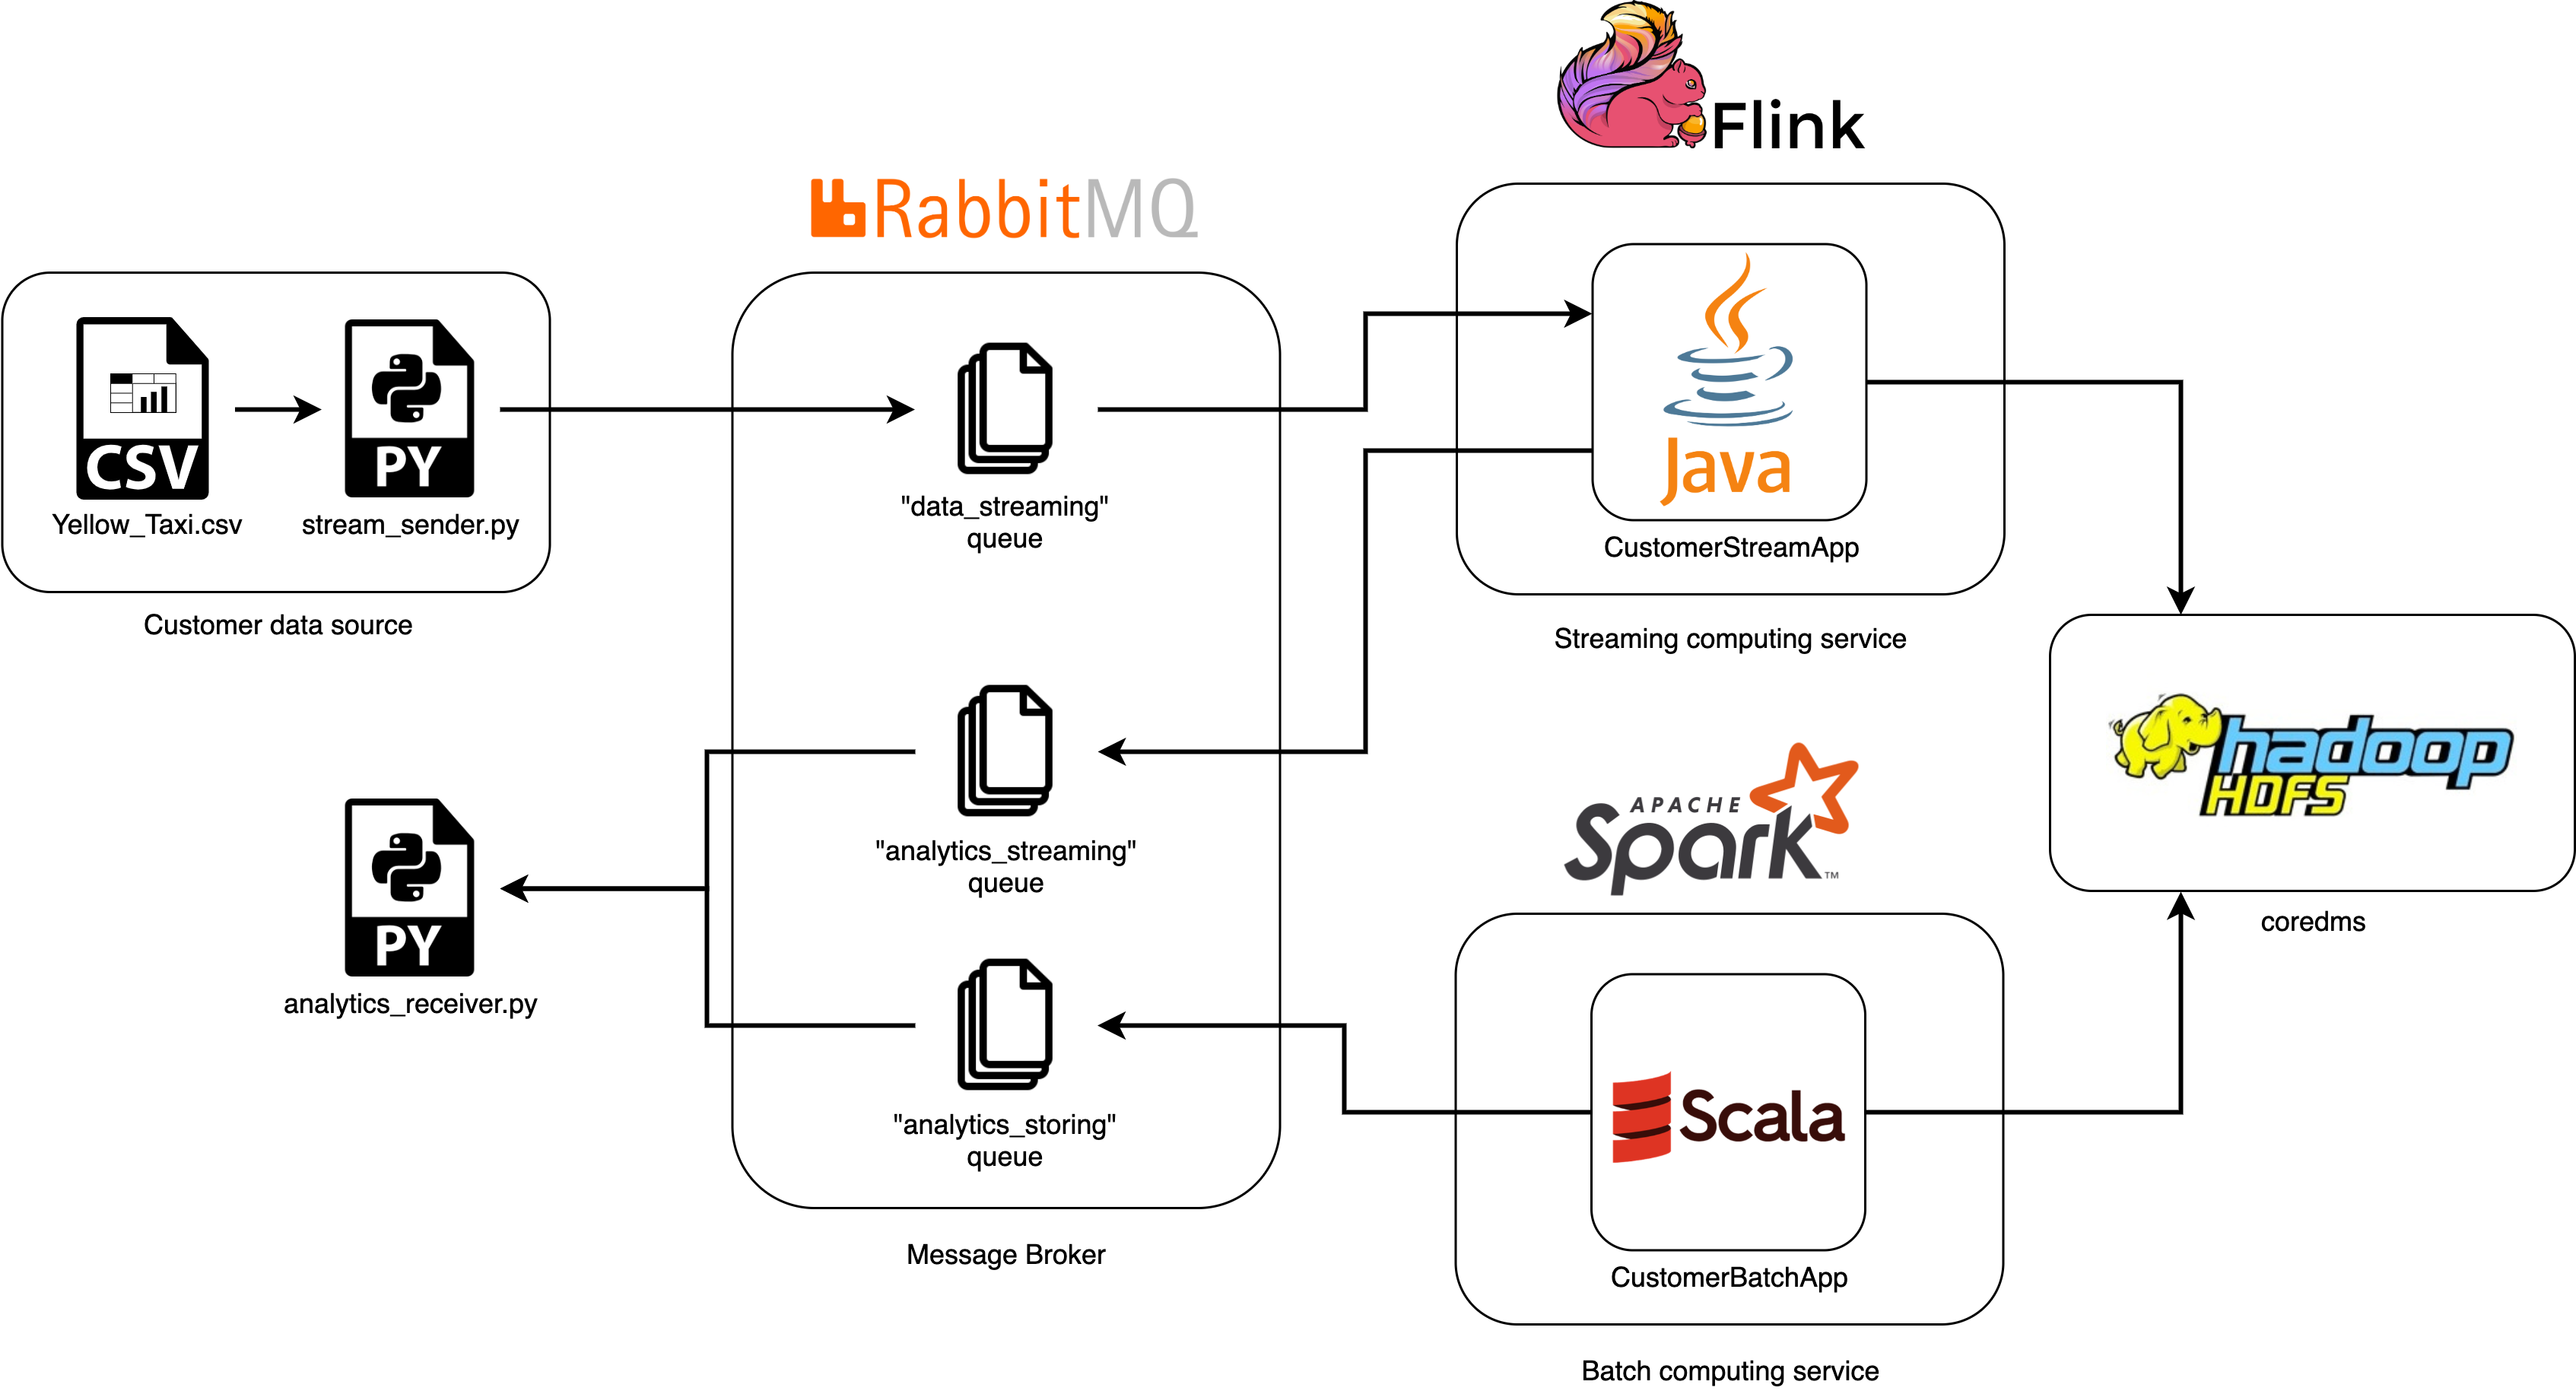 Flink
RabbitMQ
CSV
Yellow_Taxi.csv
PY
stream_sender.py
Customer data source
"data_streaming"
queue
Java
CustomerStreamApp
Streaming computing service
"analytics_streaming"
queue
PY
analytics_receiver.py
"analytics_storing"
queue
Message Broker
APACHE
Spark™
hadoop
HDFS
coredms
Scala
CustomerBatchApp
Batch computing service